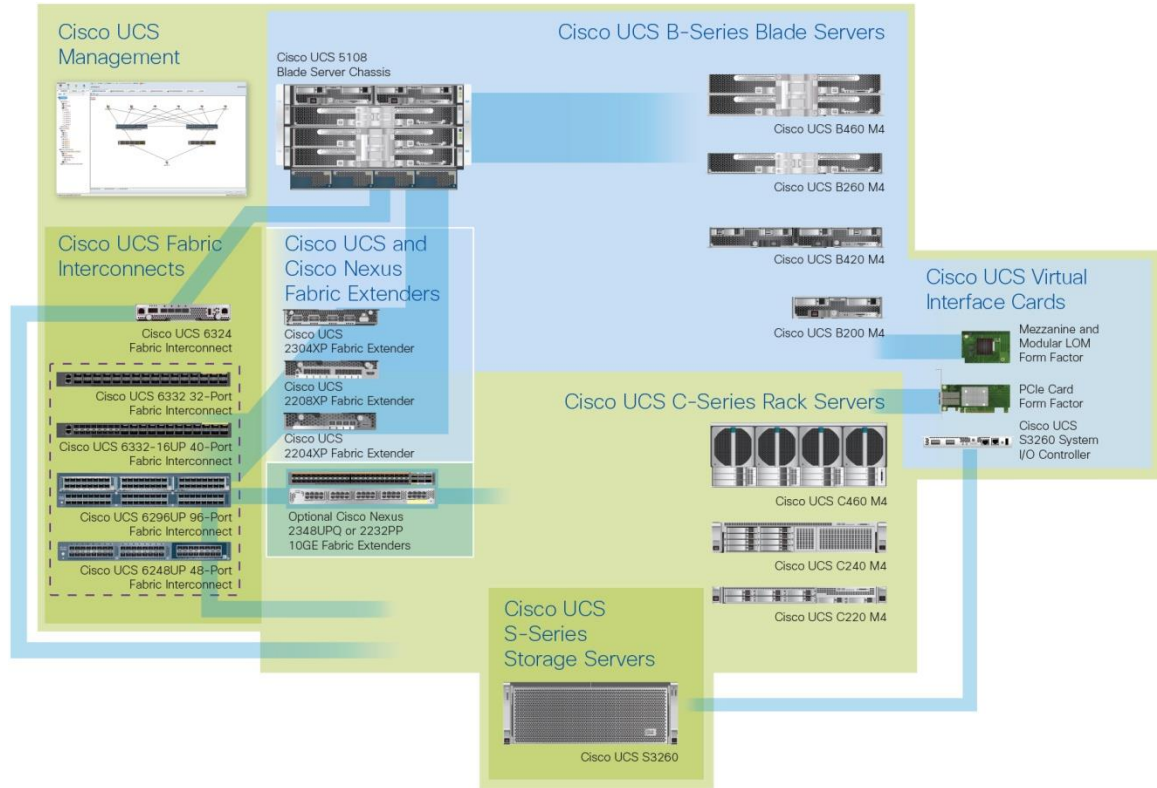 Cisco UCS
Management
Cisco UCS 5108
Blade Server Chassis
Cisco UCS B-Series Blade Servers
Cisco UCS B460 M4
Cisco UCS B260 M4
Cisco UCS B420 M4
Cisco UCS B200 M4
Cisco UCS Fabric
Interconnects
Cisco UCS 6324
Fabric Interconnect
Cisco UCS 6332 32-Port
Fabric Interconnect
Cisco UCS 6332-16UP 40-Port
Fabric Interconnect
Cisco UCS 6296UP 96-Port
Fabric Interconnect
Cisco UCS 6248UP 48-Port
Fabric Interconnect
Cisco UCS and
Cisco Nexus
Fabric Extenders
Cisco UCS
2304XP Fabric Extender
Cisco UCS
2208XP Fabric Extender
Cisco UCS
2204XP Fabric Extender
Optional Cisco Nexus
2348UPQ or 2232PP
10GE Fabric Extenders
Cisco UCS Virtual
Interface Cards
Mezzanine and
Modular LOM
Form Factor
PCIe Card
Form Factor
Cisco UCS
S3260 System
I/O Controller
Cisco UCS C-Series Rack Servers
Cisco UCS C460 M4
Cisco UCS C240 M4
Cisco UCS C220 M4
Cisco UCS
S-Series
Storage Servers
Cisco UCS S3260